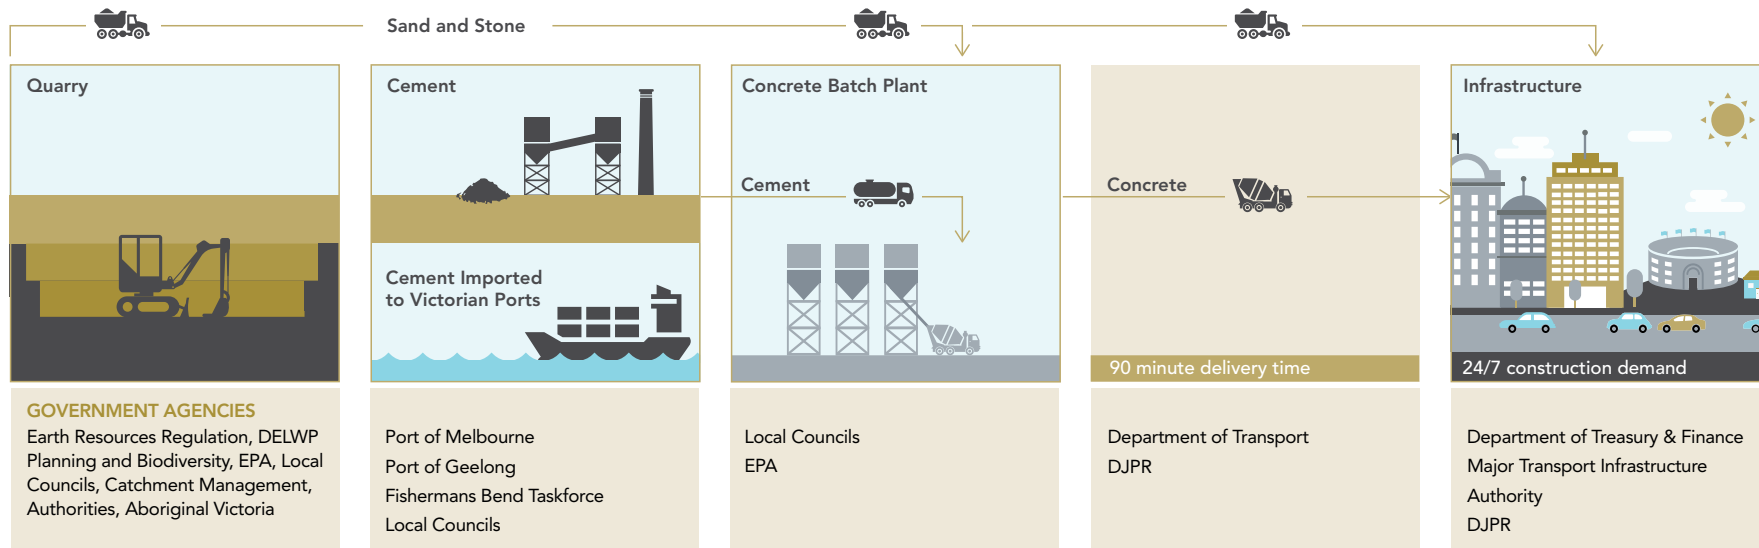 Sand and Stone
Quarry
Cement
Concrete Batch Plant
Infrastructure
Cement
Concrete
Cement Imported
to Victorian Ports
90 minute delivery time
24/7 construction demand
GOVERNMENT AGENCIES
Earth Resources Regulation, DELWP
Planning and Biodiversity, EPA, Local
Councils, Catchment Management,
Authorities, Aboriginal Victoria
Port of Melbourne
Port of Geelong
Fishermans Bend Taskforce
Local Councils
Local Councils
EPA
Department of Transport
DJPR
Department of Treasury & Finance
Major Transport Infrastructure
Authority
DJPR